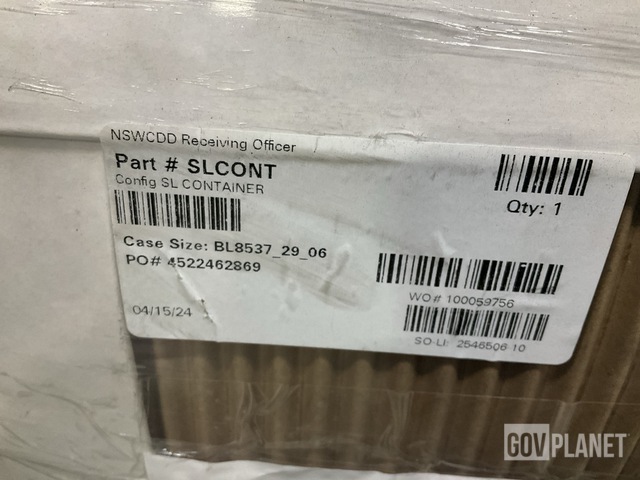 NSWCDD Receiving Officer
Part # SLCONT
Config SL CONTAINER
Qty: 1
Case Size: BL8537_29_06
PO# 4522462869
WO# 100059756
04/15/24
SO-LI: 2546506-10
GOVPLANET